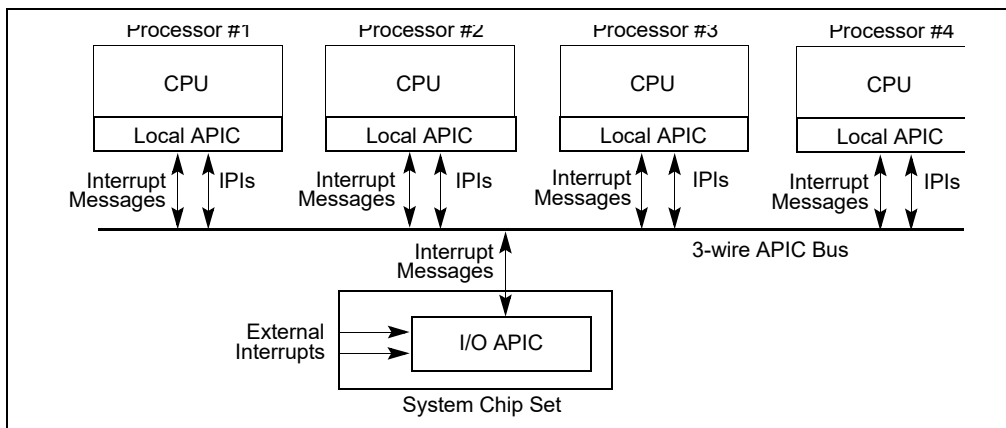 Processor #1
Processor #2
Processor #3
Processor #4
CPU
CPU
CPU
CPU
Local APIC
Local APIC
Local APIC
Local APIC
Interrupt
Messages
IPIs
Interrupt
Messages
IPIs
Interrupt
Messages
IPIs
Interrupt
Messages
IPIs
Interrupt
Messages
3-wire APIC Bus
External
Interrupts
I/O APIC
System Chip Set